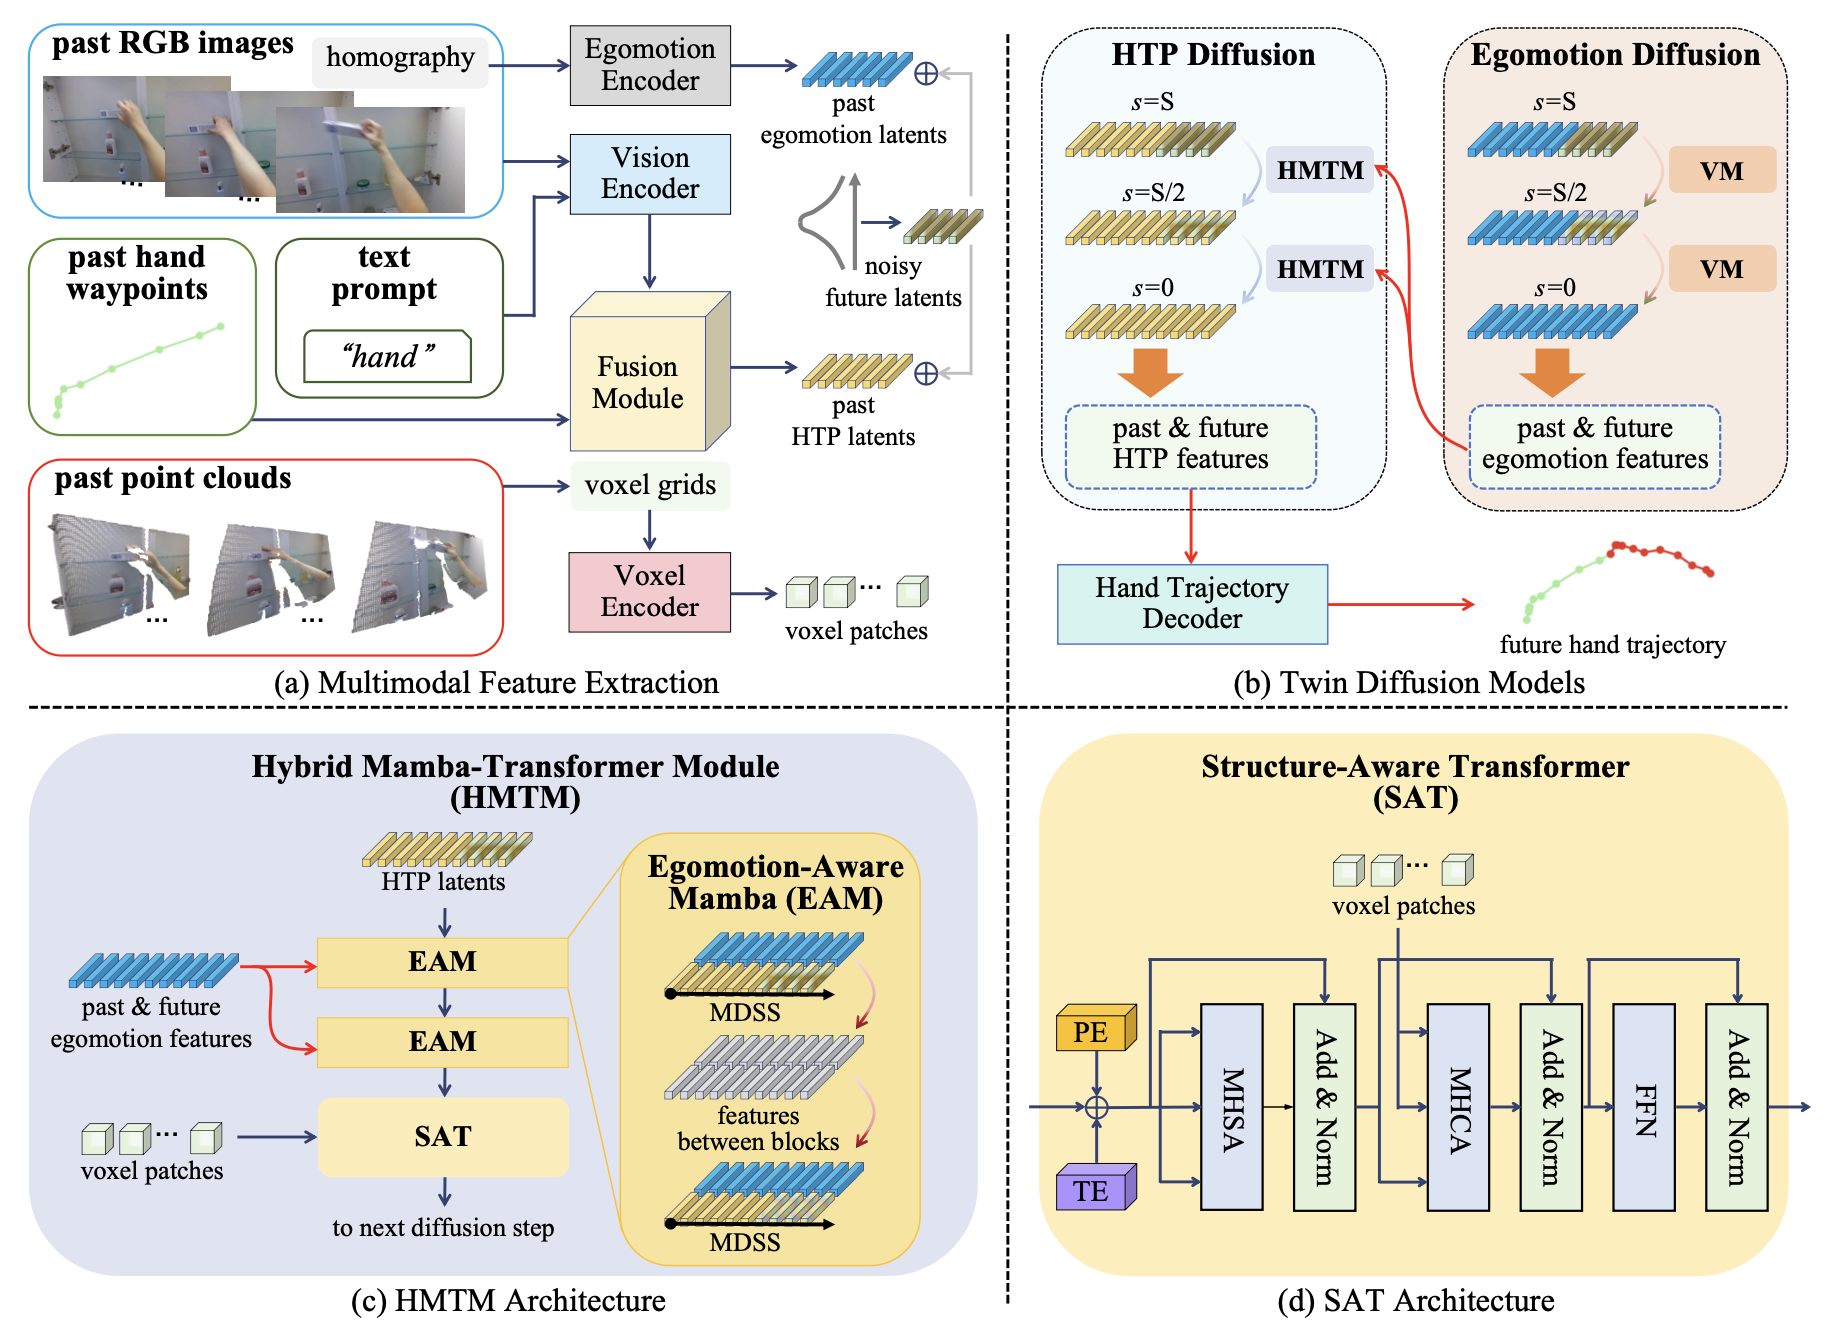 past RGB images
homography
...
...
Egomotion
Encoder
past
egomotion latents
Vision
Encoder
noisy
future latents
past hand
waypoints
text
prompt
“hand”
Fusion
Module
past
HTP latents
past point clouds
...
...
voxel grids
Voxel
Encoder
...
voxel patches
(a) Multimodal Feature Extraction
HTP Diffusion
s=S
HMTM
s=S/2
HMTM
s=0
past & future
HTP features
Egomotion Diffusion
s=S
VM
s=S/2
VM
s=0
past & future
egomotion features
Hand Trajectory
Decoder
future hand trajectory
(b) Twin Diffusion Models
Hybrid Mamba-Transformer Module
(HMTM)
HTP latents
EAM
past & future
egomotion features
EAM
...
voxel patches
SAT
to next diffusion step
Egomotion-Aware
Mamba (EAM)
MDSS
features
between blocks
MDSS
(c) HMTM Architecture
Structure-Aware Transformer
(SAT)
...
voxel patches
PE
TE
MHSA
Add & Norm
MHCA
Add & Norm
FFN
Add & Norm
(d) SAT Architecture